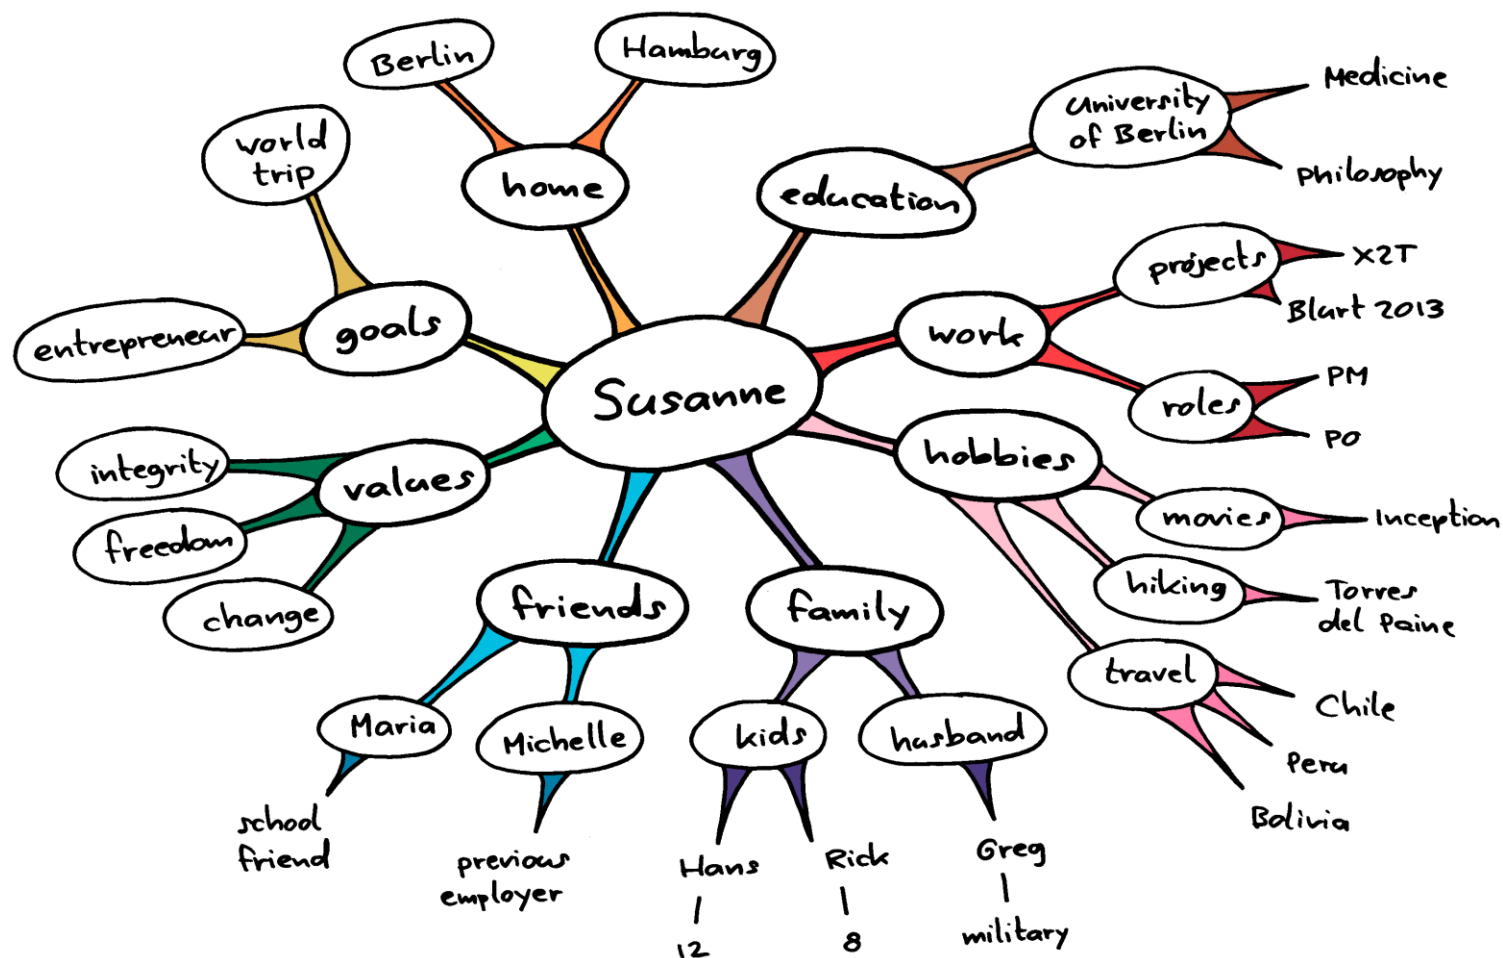 Berlin
Hamburg
world
trip
home
education
University
of Berlin
Medicine
Philosophy
entrepreneur
goals
Susanne
work
projects
X2T
Blurt 2013
roles
PM
PO
integrity
freedom
change
values
hobbies
movies
Inception
hiking
Torres
del Paine
travel
Chile
Peru
Bolivia
friends
Maria
school
friend
Michelle
previous
employer
family
kids
Hans
12
Rick
8
husband
Greg
military